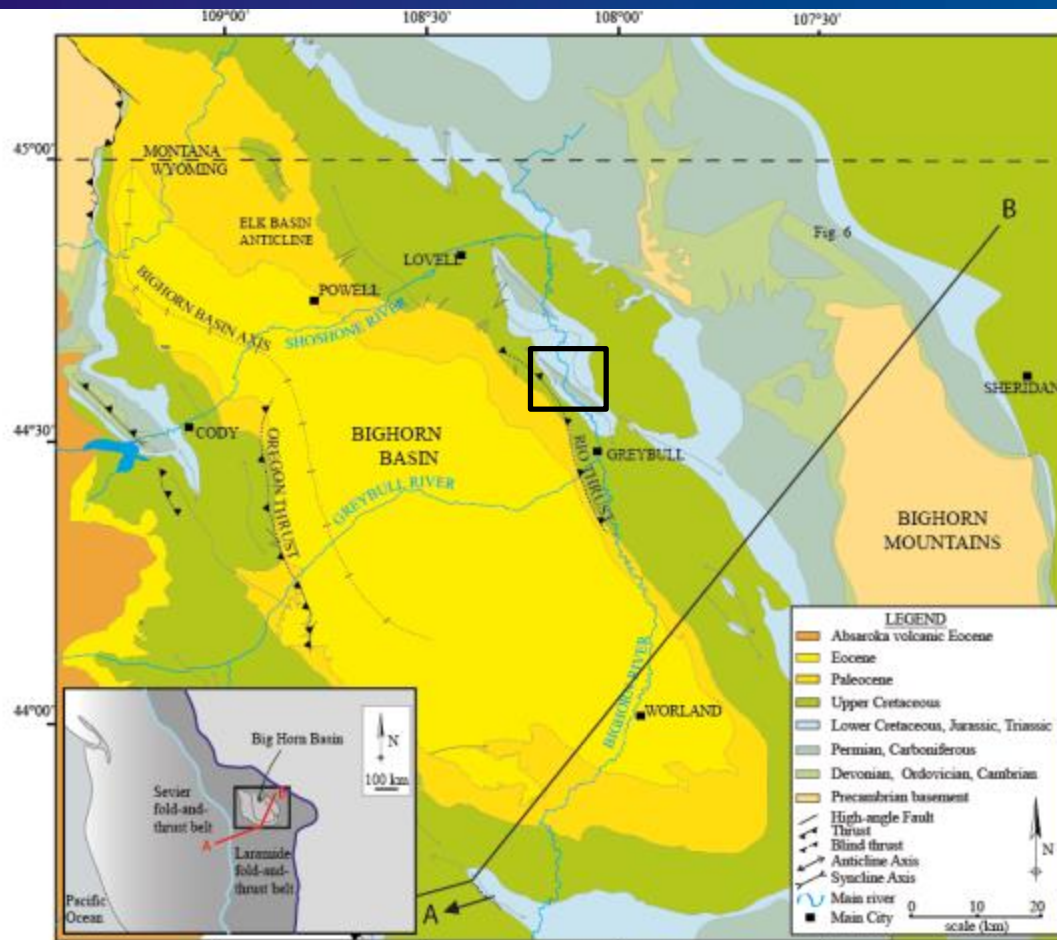 109°00'
108°30'
108°00'
107°30'
45°00'
MONTANA
WYOMING
ELK BASIN
ANTICLINE
B
Fig. 6
LOVELL
POWELL
BIGHORN BASIN AXIS
SHOSHONE RIVER
SHERIDAN
44°30'
CODY
BIGHORN
BASIN
GREYBULL
OREGON THRUST
RIO THRUST
GREYBULL RIVER
BIGHORN
MOUNTAINS
BIGHORN RIVER
44°00'
WORLAND
A
LEGEND
Absaroka volcanic Eocene
Eocene
Paleocene
Upper Cretaceous
Lower Cretaceous, Jurassic, Triassic
Permian, Carboniferous
Devonian, Ordovician, Cambrian
Precambrian basement
High-angle Fault
Thrust
Blind thrust
Anticline Axis
Syncline Axis
Main river
Main City
N
0 10 20
scale (km)
Big Horn Basin
N
100 km
Sevier
fold-and-
thrust belt
B
A
Laramide
fold-and-
thrust belt
Pacific
Ocean